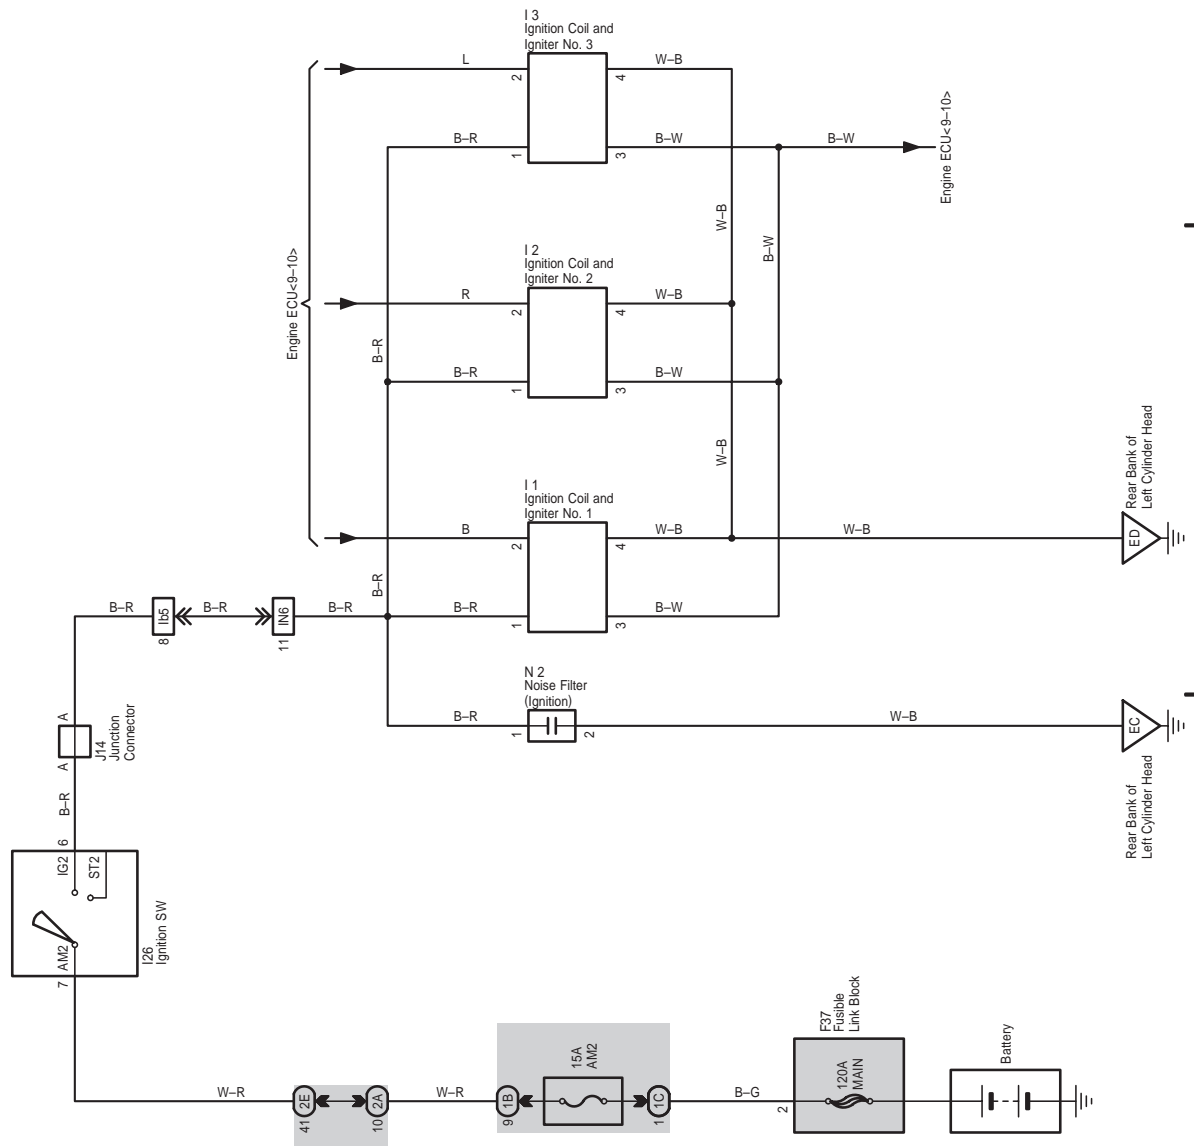 I 3
Ignition Coil and
Igniter No. 3
L
2
4
W–B
B–R
1
3
B–W
B–W
Engine ECU<9–10>
W–B
B–W
I 2
Ignition Coil and
Igniter No. 2
Engine ECU<9–10>
R
2
4
W–B
B–R
B–R
1
3
B–W
W–B
I 1
Ignition Coil and
Igniter No. 1
B
2
4
W–B
W–B
ED
Rear Bank of
Left Cylinder Head
B–R
B–R
8
Ib5
B–R
11
IN6
B–R
B–R
1
3
B–W
N 2
Noise Filter
(Ignition)
B–R
1
2
W–B
EC
Rear Bank of
Left Cylinder Head
A
A
J14
Junction
Connector
B–R
6
IG2
ST2
7
AM2
I26
Ignition SW
W–R
41
2E
10
2A
W–R
9
1B
15A
AM2
1
1C
B–G
2
F37
Fusible
Link Block
120A
MAIN
Battery